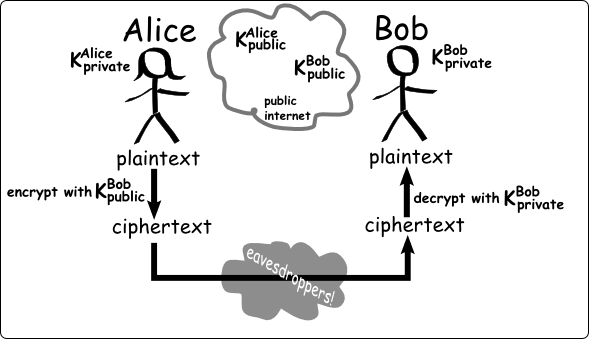 Alice
Bob
K Alice private
K Alice public
K Bob public
K Bob private
public
internet
plaintext
plaintext
encrypt with K Bob public
decrypt with K Bob private
ciphertext
ciphertext
eavesdroppers!